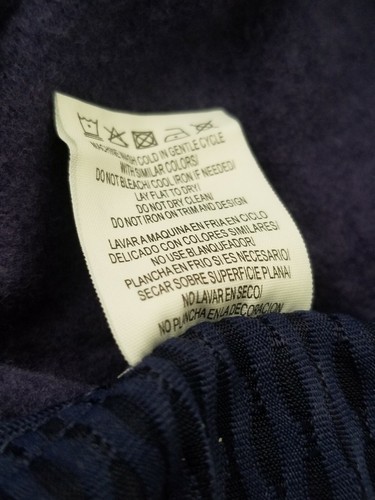 MACHINE WASH COLD IN GENTLE CYCLE
WITH SIMILAR COLORS/
DO NOT BLEACH/ COOL IRON IF NEEDED/
LAY FLAT TO DRY/
DO NOT DRY CLEAN/
DO NOT IRON ON TRIM AND DESIGN
LAVAR A MAQUINA EN FRIA EN CICLO
DELICADO CON COLORES SIMILARES/
NO USE BLANQUEADOR/
PLANCHA EN FRIO SI ES NECESARIO/
SECAR SOBRE SUPERFICIE PLANA/
NO LAVAR EN SECO/
NO PLINCHA EN LA DECORACION